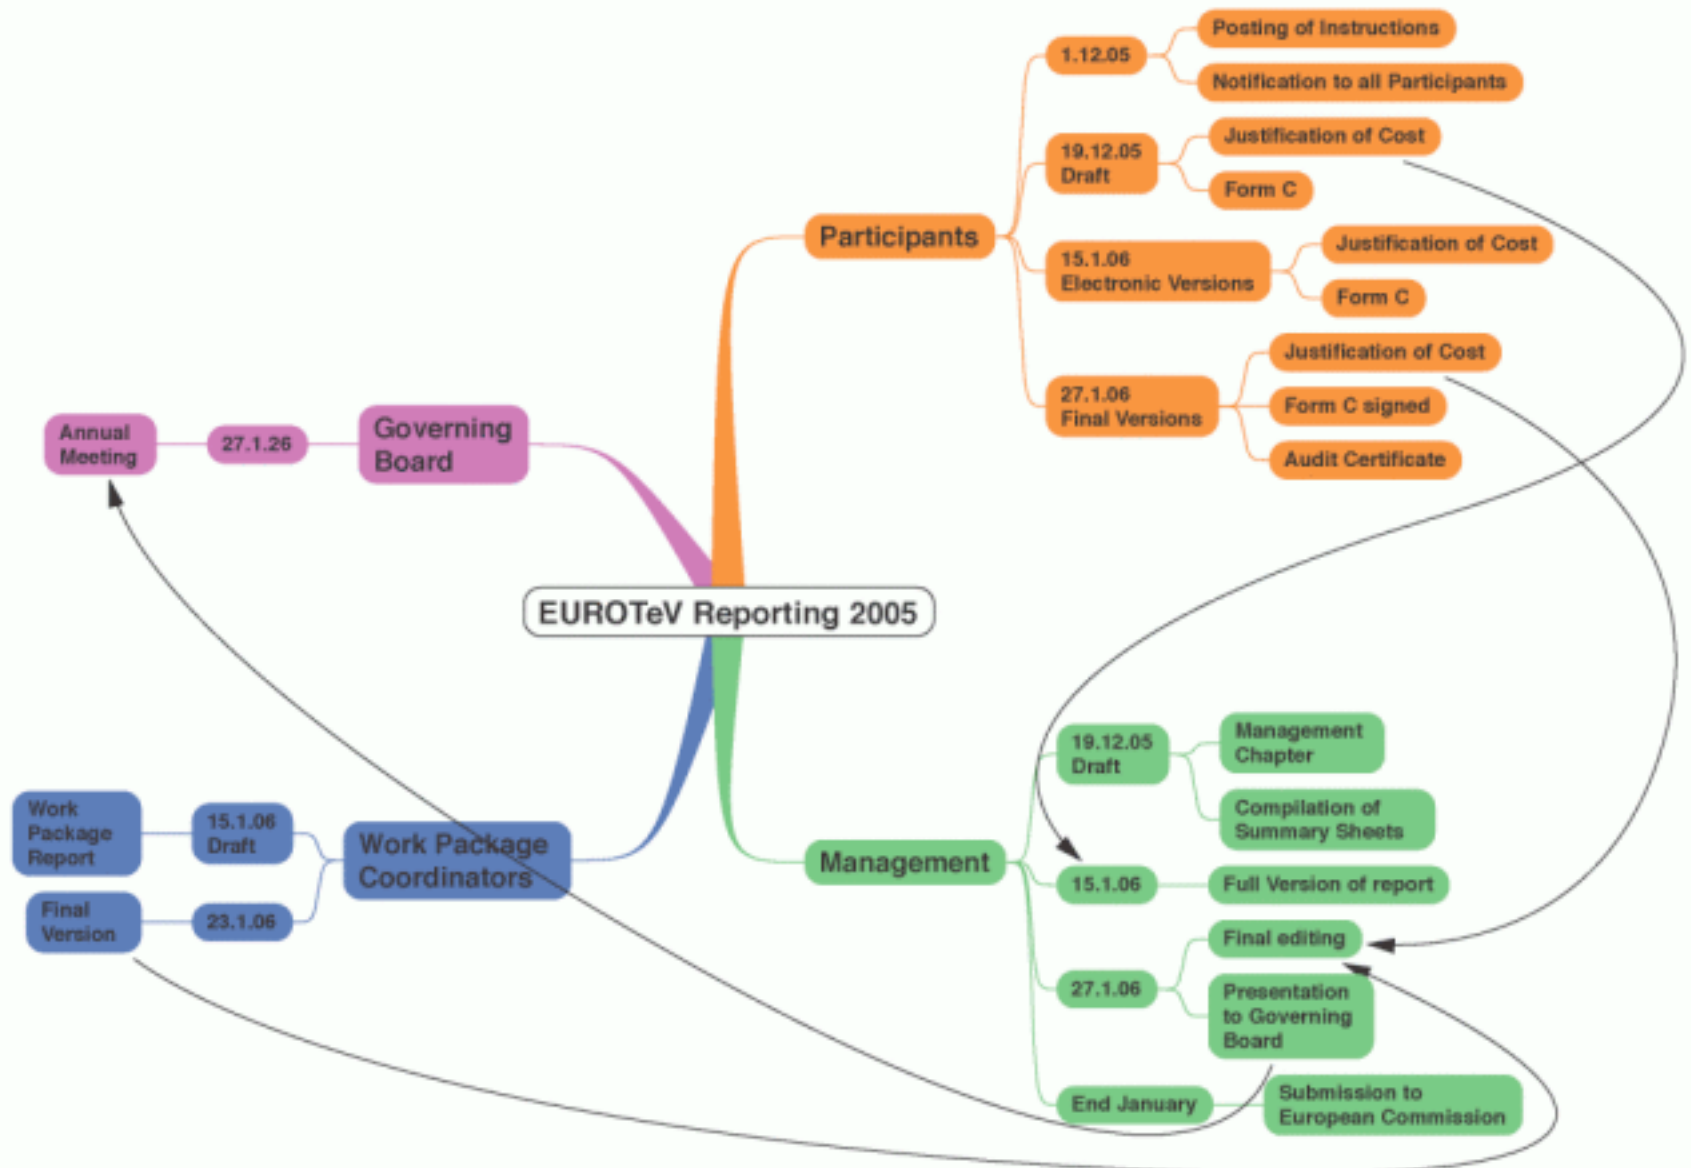 Posting of Instructions
1.12.05
Notification to all Participants
Justification of Cost
19.12.05
Draft
Form C
Participants
Justification of Cost
15.1.06
Electronic Versions
Form C
Justification of Cost
27.1.06
Final Versions
Form C signed
Audit Certificate
Governing
Board
27.1.26
Annual
Meeting
EUROTeV Reporting 2005
Work Package
Coordinators
15.1.06
Draft
Work
Package
Report
23.1.06
Final
Version
Management
19.12.05
Draft
Management
Chapter
Compilation of
Summary Sheets
15.1.06
Full Version of report
27.1.06
Final editing
Presentation
to Governing
Board
End January
Submission to
European Commission